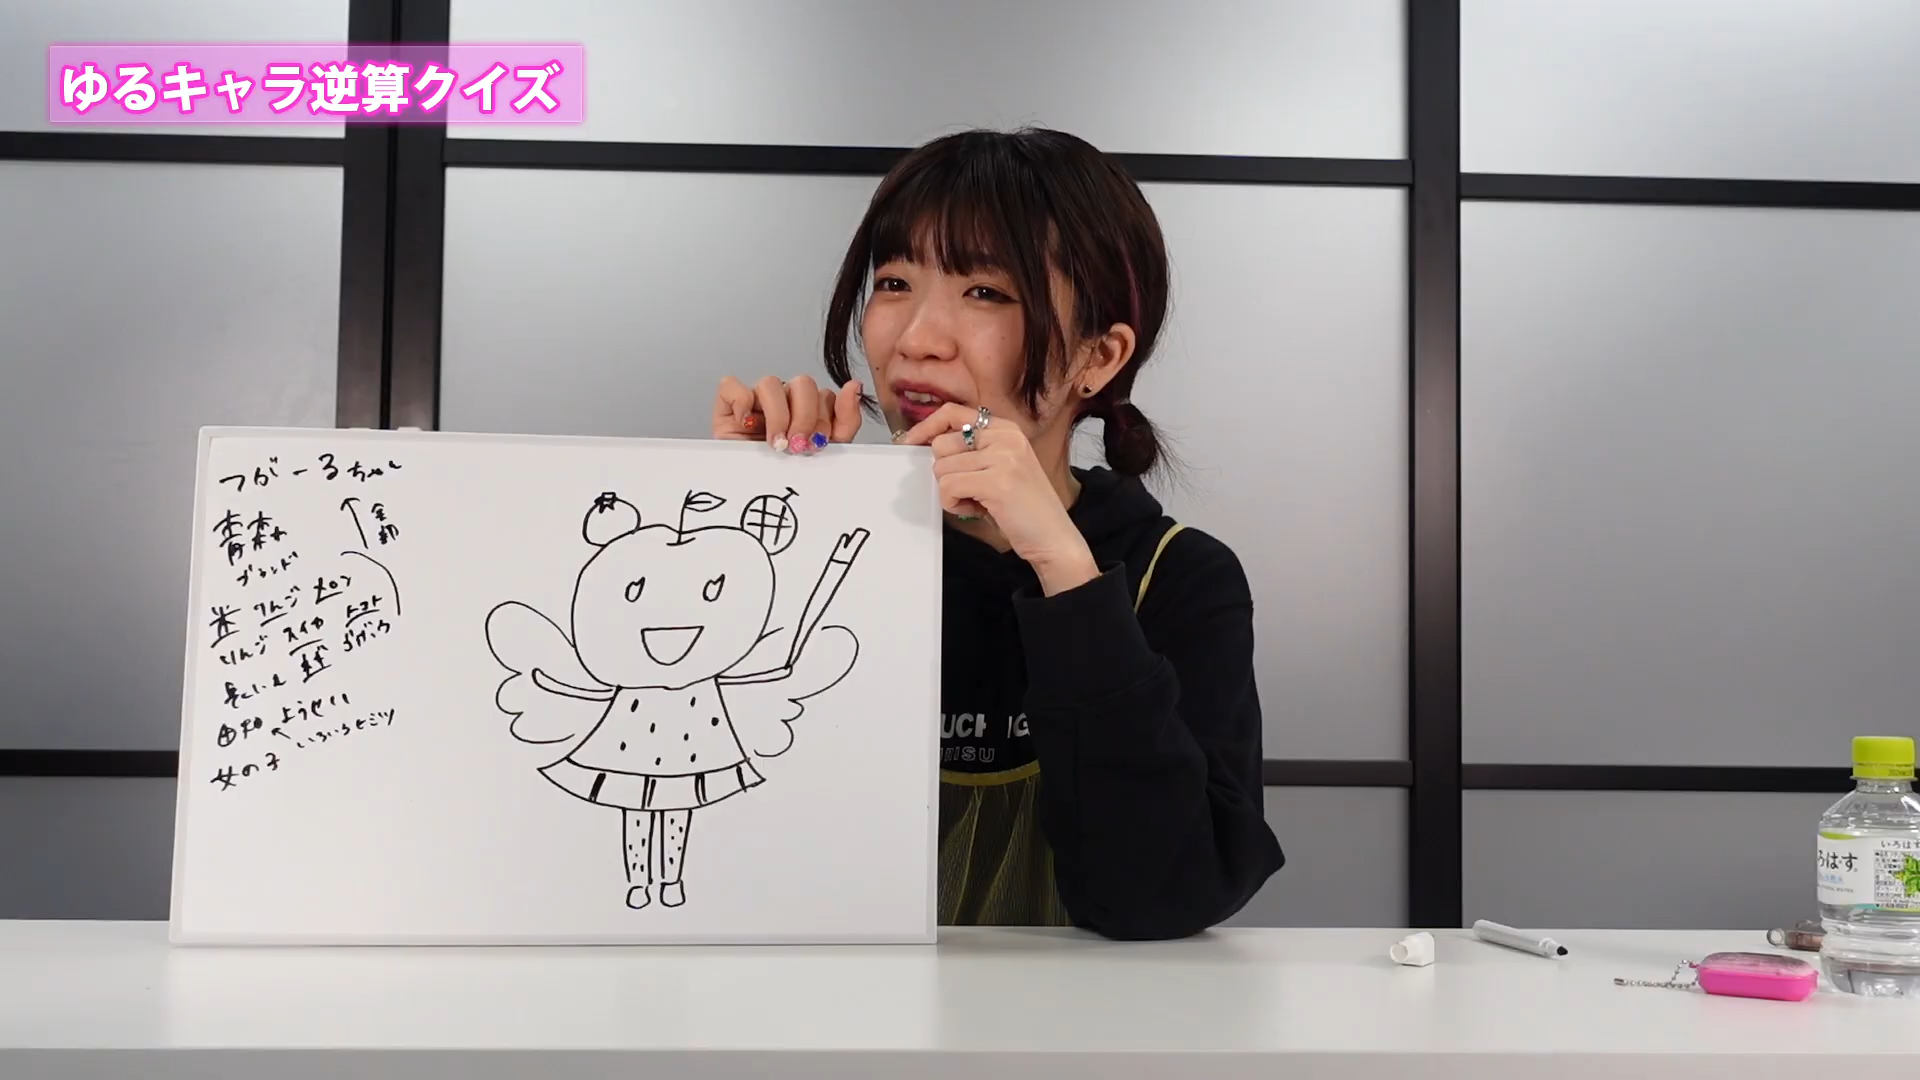 ゆるキャラ逆算クイズ
つがーるちゃん
青森
全部
ブランド
米 りんご メロン
りんご スイカ トマト
長いも ゴボウ
ようせい
いろいろヒミツ
女の子
いろはす